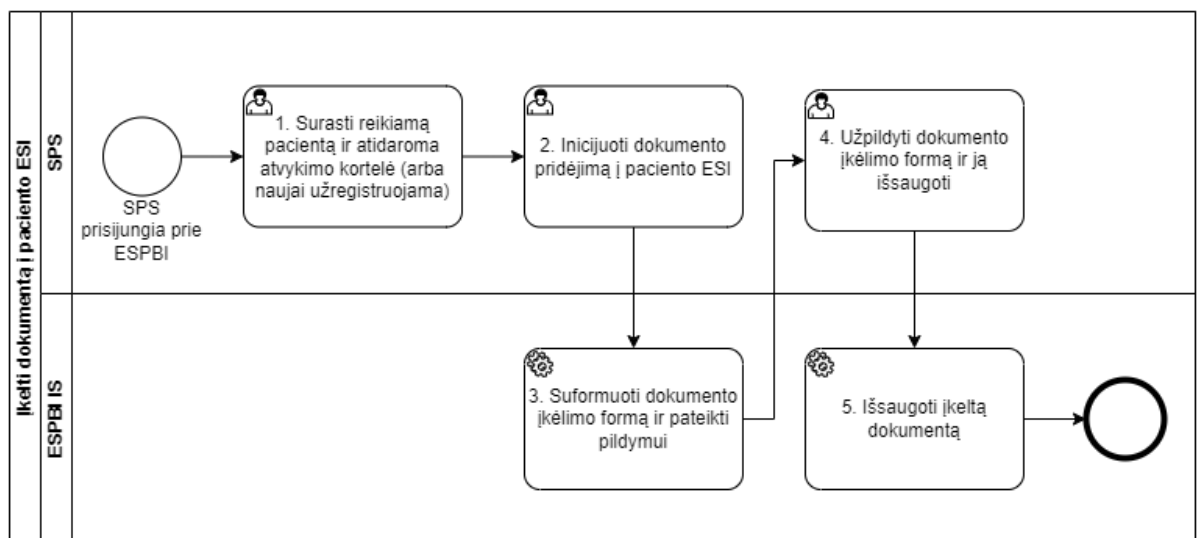 Įkelti dokumentą į paciento ESI
SPS
SPS
prisijungia prie
ESPBI
1. Surasti reikiamą
pacientą ir atidaroma
atvykimo kortelė (arba
naujai užregistruojama)
2. Inicijuoti dokumento
pridėjimą į paciento ESI
4. Užpildyti dokumento
įkėlimo formą ir ją
išsaugoti
ESPBI IS
3. Suformuoti dokumento
įkėlimo formą ir pateikti
pildymui
5. Išsaugoti įkeltą
dokumentą